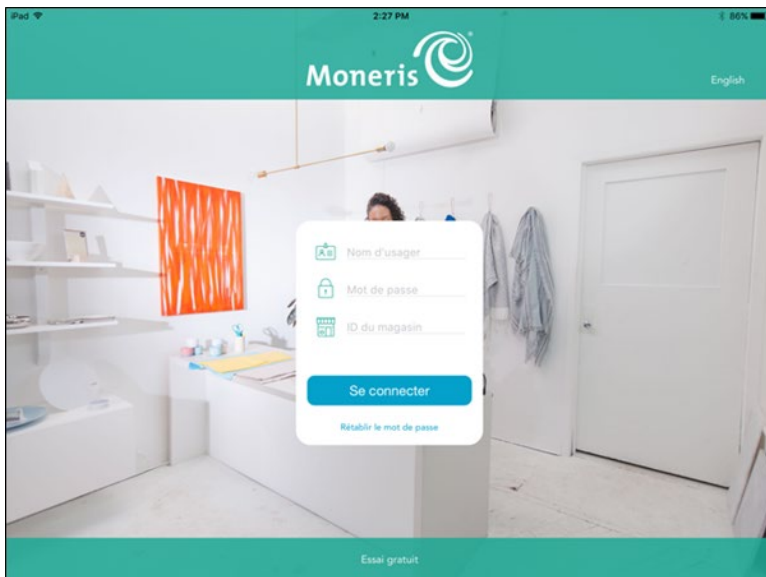 iPad
2:27 PM
86%
Moneris
English
Nom d'usager
Mot de passe
ID du magasin
Se connecter
Rétablir le mot de passe
Essai gratuit